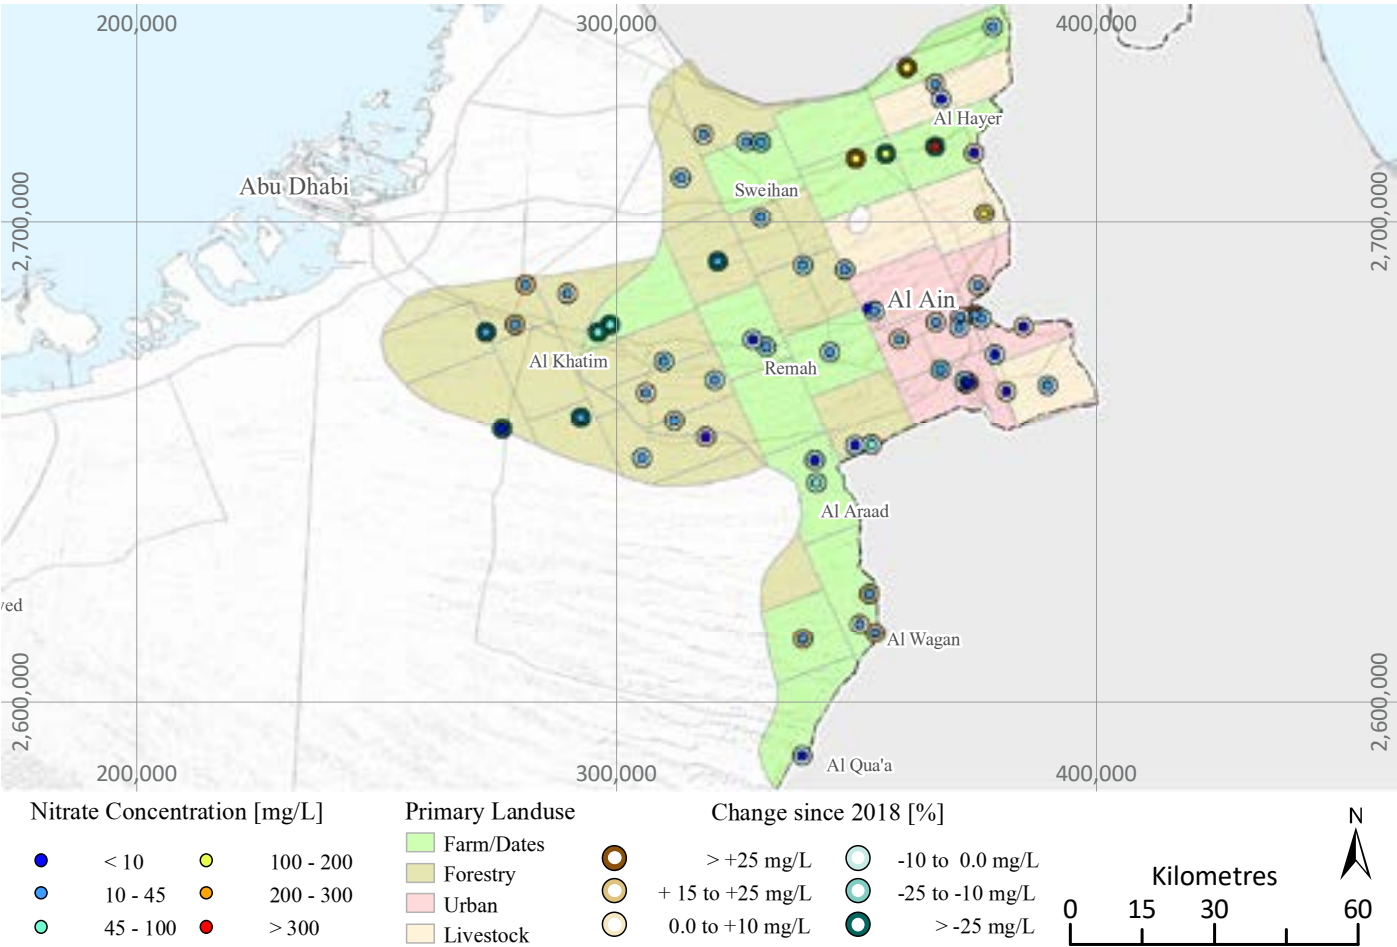 200,000
300,000
400,000
Al Hayer
2,700,000
2,700,000
Abu Dhabi
Sweihan
Al Ain
Al Khatim
Remah
Al Araad
ved
Al Wagan
2,600,000
2,600,000
Al Qua'a
200,000
300,000
400,000
Nitrate Concentration [mg/L]
< 10
10 - 45
45 - 100
100 - 200
200 - 300
> 300
Primary Landuse
Farm/Dates
Forestry
Urban
Livestock
Change since 2018 [%]
> +25 mg/L
+ 15 to +25 mg/L
0.0 to +10 mg/L
-10 to 0.0 mg/L
-25 to -10 mg/L
> -25 mg/L
N
Kilometres
0 15 30 60